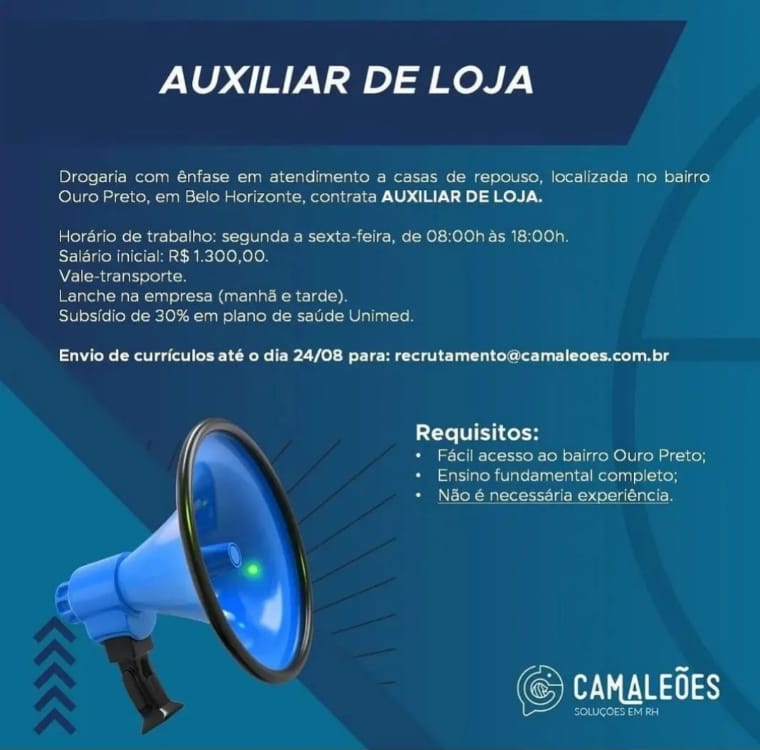 AUXILIAR DE LOJA
Drogaria com ênfase em atendimento a casas de repouso, localizada no bairro
Ouro Preto, em Belo Horizonte, contrata AUXILIAR DE LOJA.
Horário de trabalho: segunda a sexta-feira, de 08:00h às 18:00h.
Salário inicial: R$ 1.300,00.
Vale-transporte.
Lanche na empresa (manhã e tarde).
Subsídio de 30% em plano de saúde Unimed.
Envio de currículos até o dia 24/08 para: recrutamento@camaleoes.com.br
Requisitos:
• Fácil acesso ao bairro Ouro Preto;
• Ensino fundamental completo;
• Não é necessária experiência.
CAMALEÕES
SOLUÇÕES EM RH